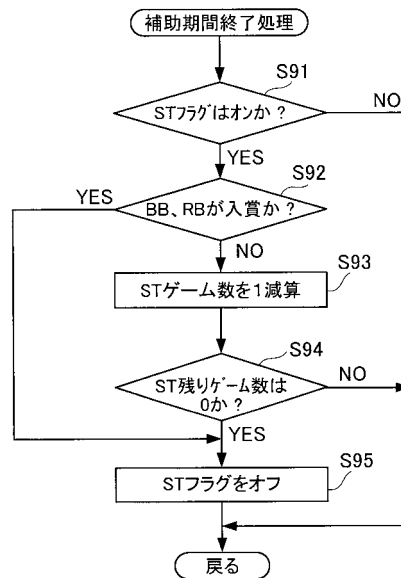 補助期間終了処理
S91
STフラグはオンか？
NO
YES
S92
YES
BB、RBが入賞か？
NO
S93
STゲーム数を1減算
S94
ST残りゲーム数は
0か？
NO
YES
S95
STフラグをオフ
戻る